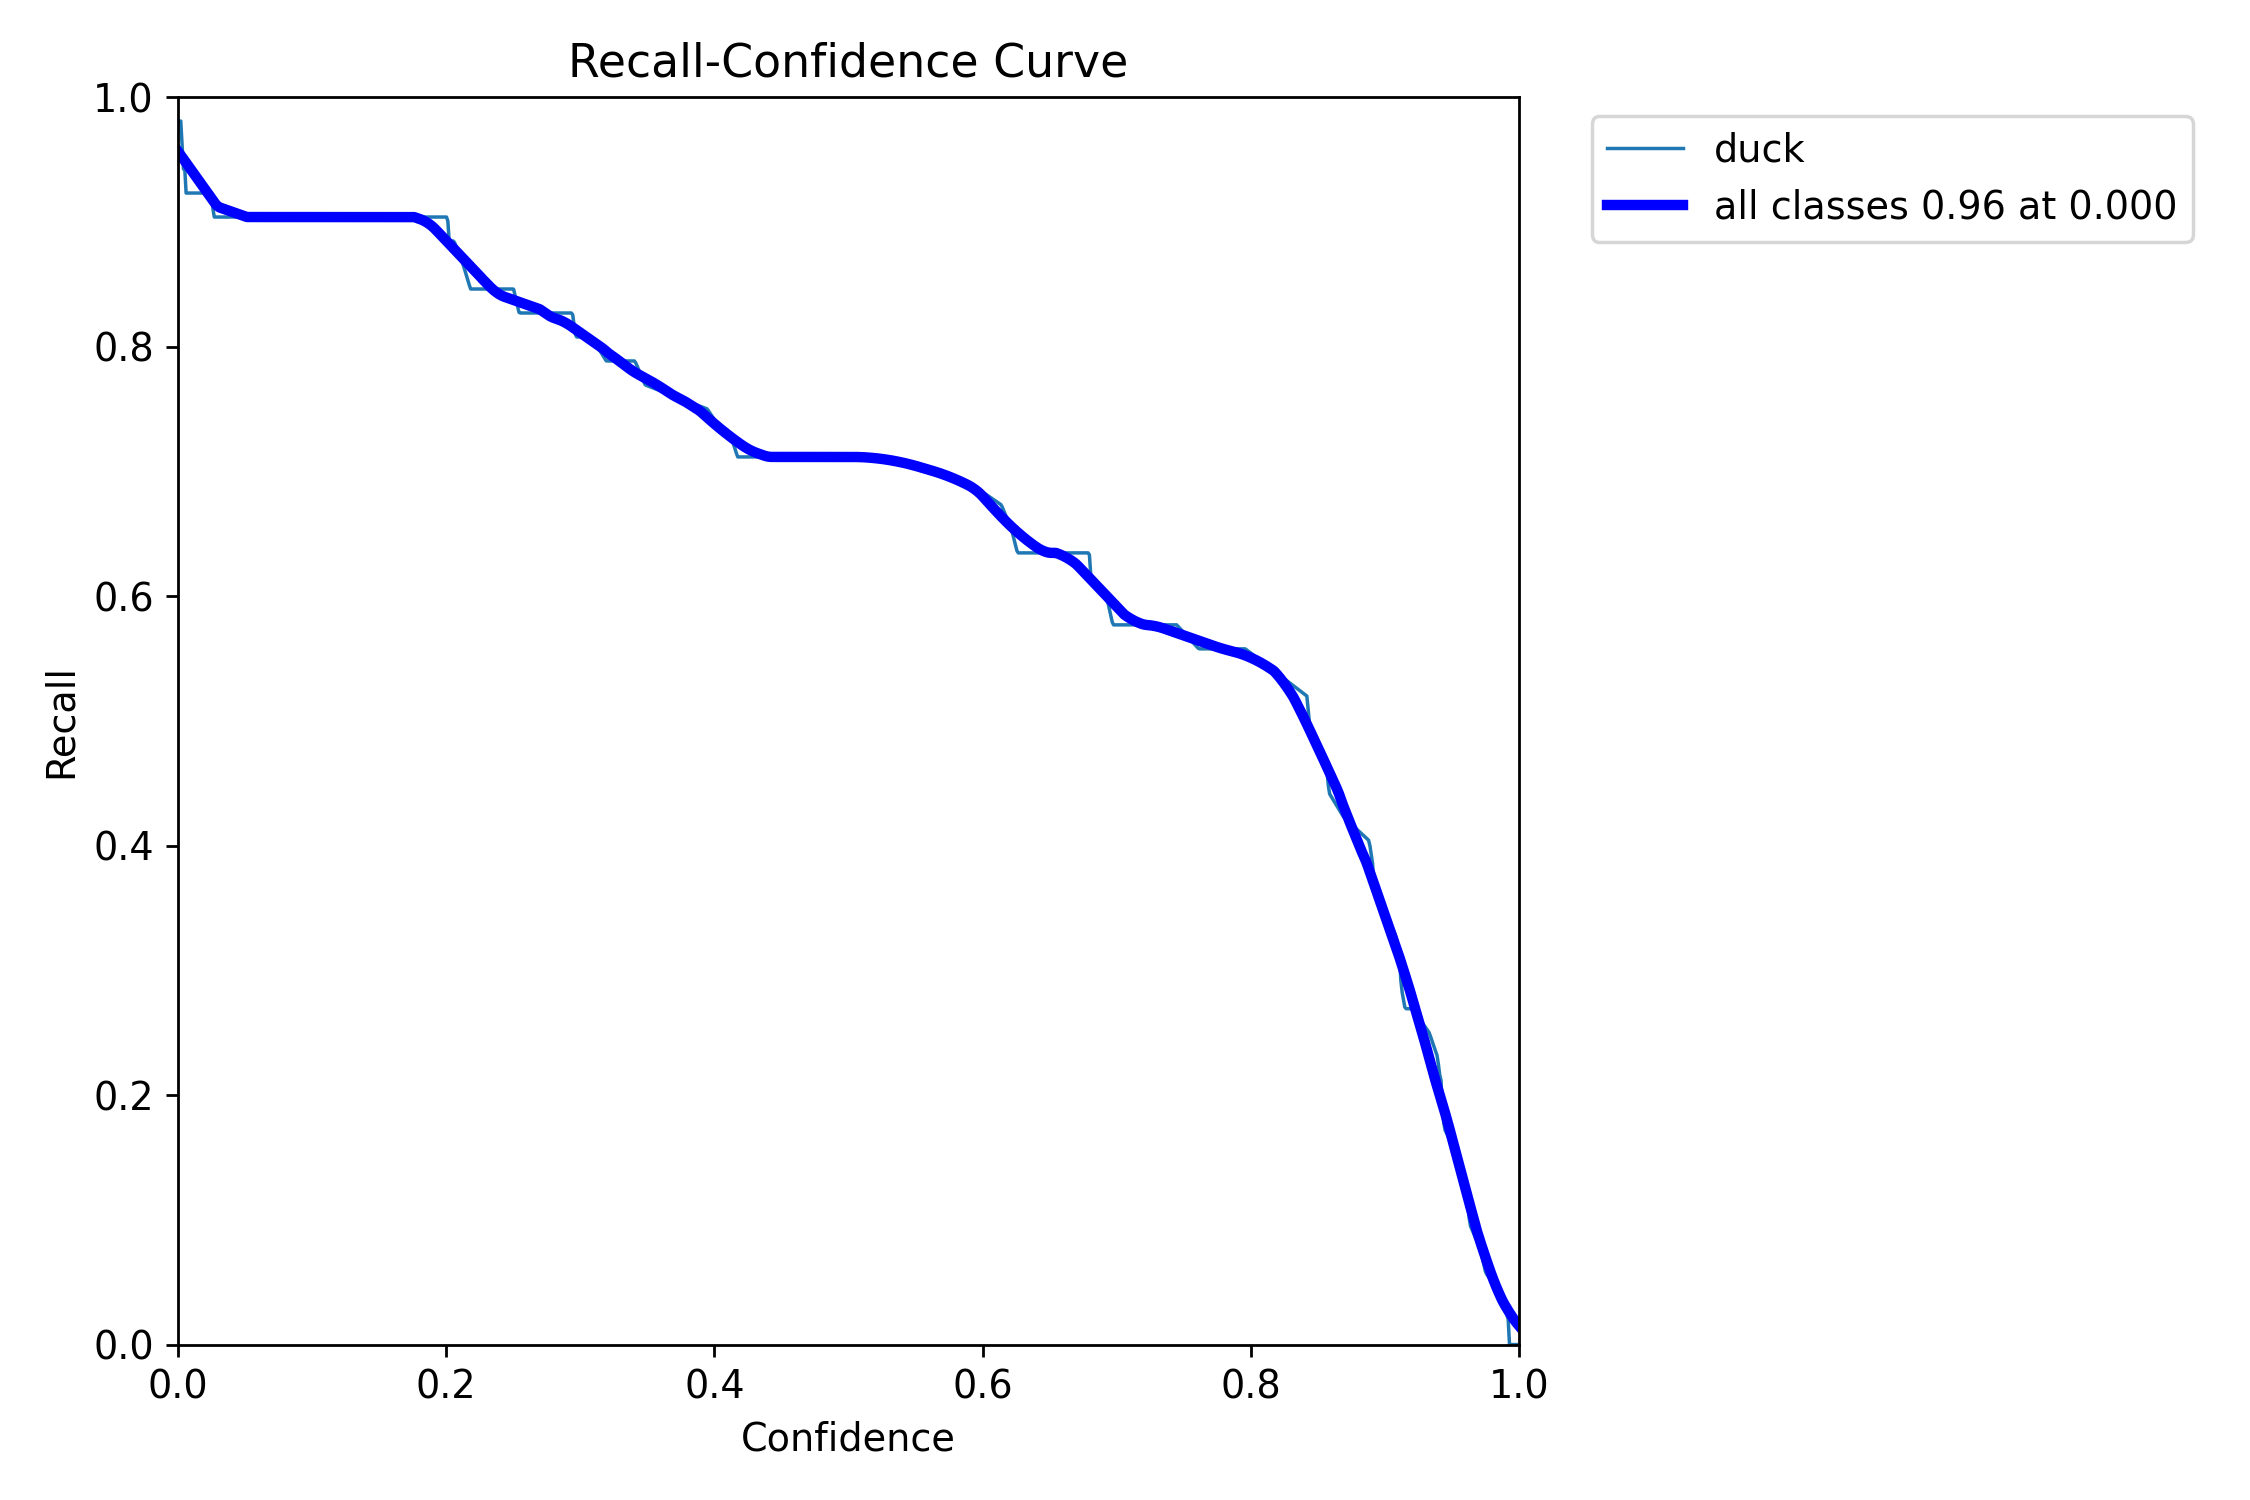 Recall-Confidence Curve
1.0
0.8
0.6
0.4
0.2
0.0
Recall
0.0 0.2 0.4 0.6 0.8 1.0
Confidence
duck
all classes 0.96 at 0.000